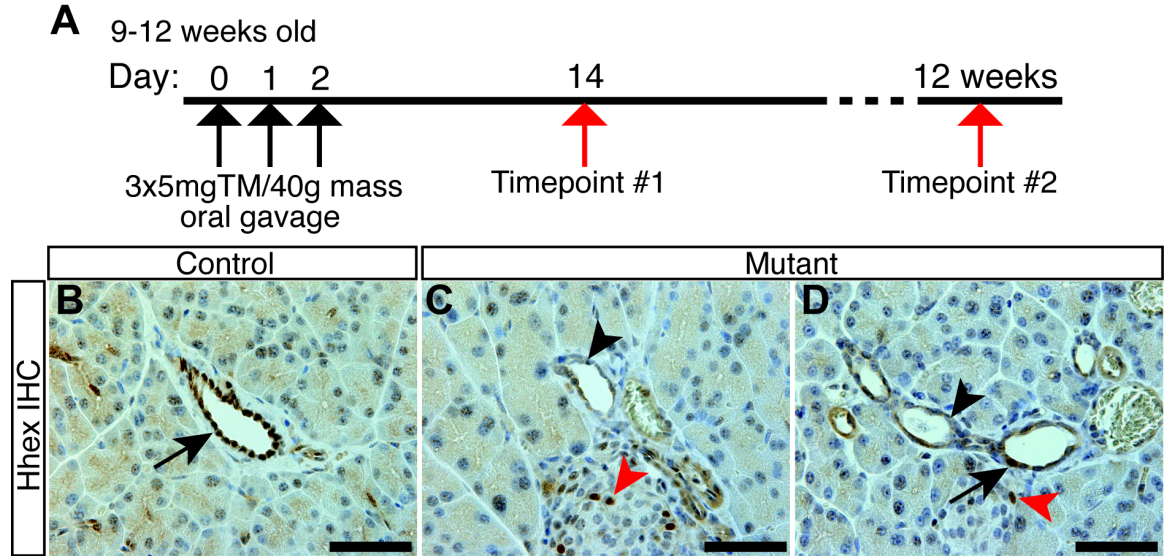 A
9-12 weeks old
Day: 0 1 2 14 12 weeks
3x5mgTM/40g mass
oral gavage
Timepoint #1
Timepoint #2
Control
Mutant
Hhex IHC
B
C
D